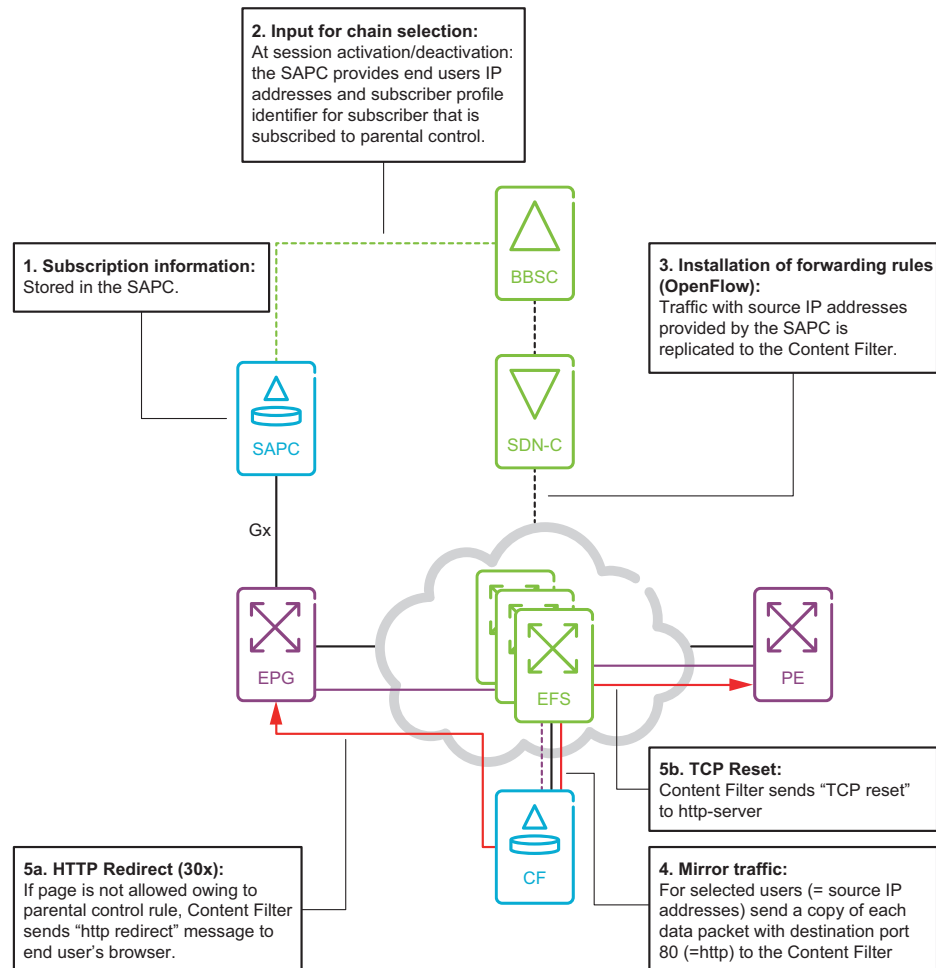 2. Input for chain selection:
At session activation/deactivation:
the SAPC provides end users IP
addresses and subscriber profile
identifier for subscriber that is
subscribed to parental control.
BBSC
1. Subscription information:
Stored in the SAPC.
3. Installation of forwarding rules
(OpenFlow):
Traffic with source IP addresses
provided by the SAPC is
replicated to the Content Filter.
SAPC
SDN-C
Gx
EPG
EFS
PE
5b. TCP Reset:
Content Filter sends “TCP reset”
to http-server
CF
5a. HTTP Redirect (30x):
If page is not allowed owing to
parental control rule, Content Filter
sends “http redirect” message to
end user’s browser.
4. Mirror traffic:
For selected users (= source IP
addresses) send a copy of each
data packet with destination port
80 (=http) to the Content Filter